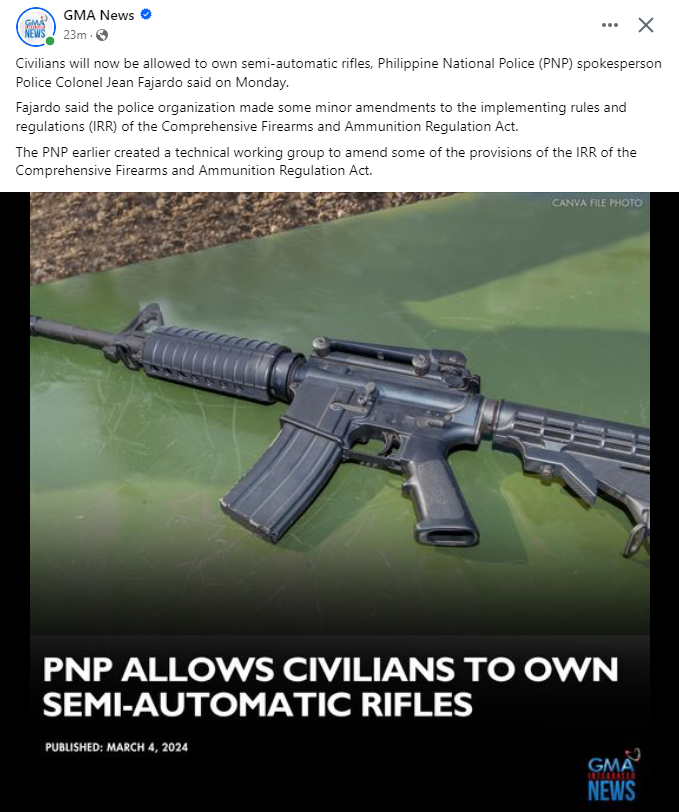 GMA
INTEGRATED
NEWS
GMA News
23m ·
Civilians will now be allowed to own semi-automatic rifles, Philippine National Police (PNP) spokesperson
Police Colonel Jean Fajardo said on Monday.
Fajardo said the police organization made some minor amendments to the implementing rules and
regulations (IRR) of the Comprehensive Firearms and Ammunition Regulation Act.
The PNP earlier created a technical working group to amend some of the provisions of the IRR of the
Comprehensive Firearms and Ammunition Regulation Act.
CANVA FILE PHOTO
PNP ALLOWS CIVILIANS TO OWN
SEMI-AUTOMATIC RIFLES
PUBLISHED: MARCH 4, 2024
GMA
INTEGRATED
NEWS